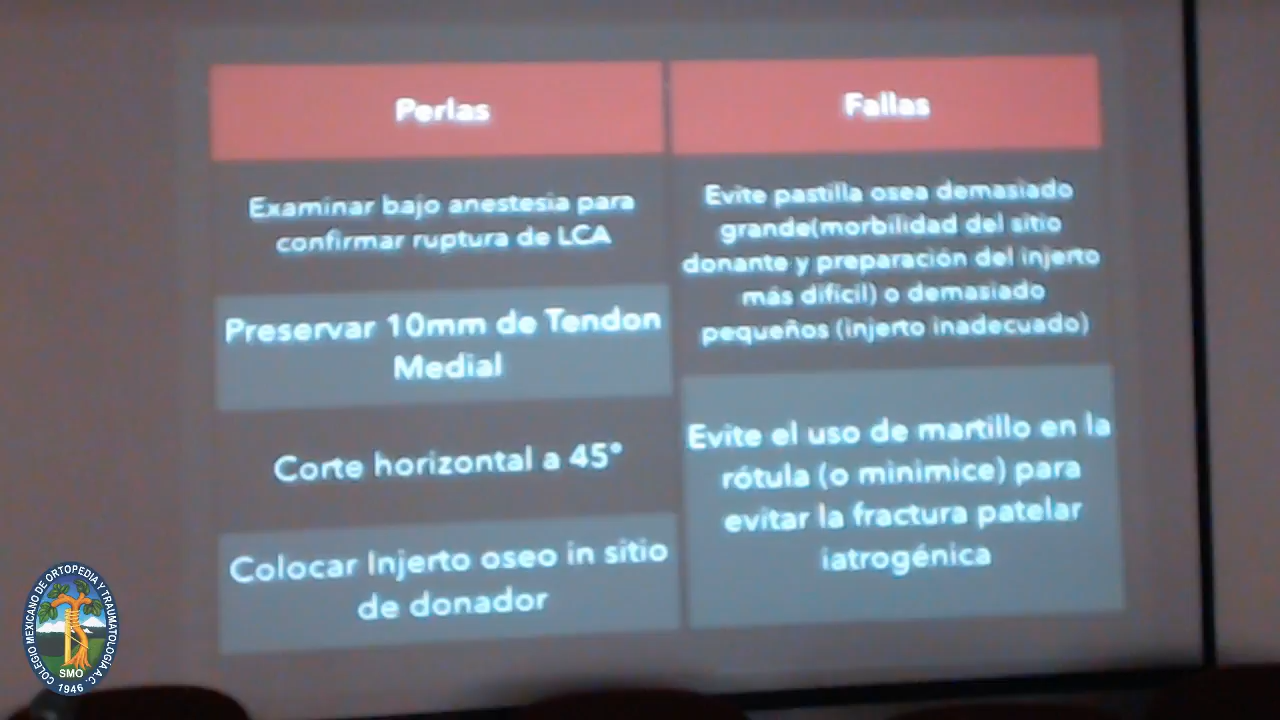 Perlas
Examinar bajo anestesia para
confirmar ruptura de LCA
Preservar 10mm de Tendon
Medial
Corte horizontal a 45°
Colocar Injerto oseo in sitio
de donador
Fallas
Evite pastilla osea demasiado
grande(morbilidad del sitio
donante y preparación del injerto
más difícil) o demasiado
pequeños (injerto inadecuado)
Evite el uso de martillo en la
rótula (o minimice) para
evitar la fractura patelar
iatrogénica
COLEGIO MEXICANO DE ORTOPEDIA Y TRAUMATOLOGIA A.C.
SMO
1946